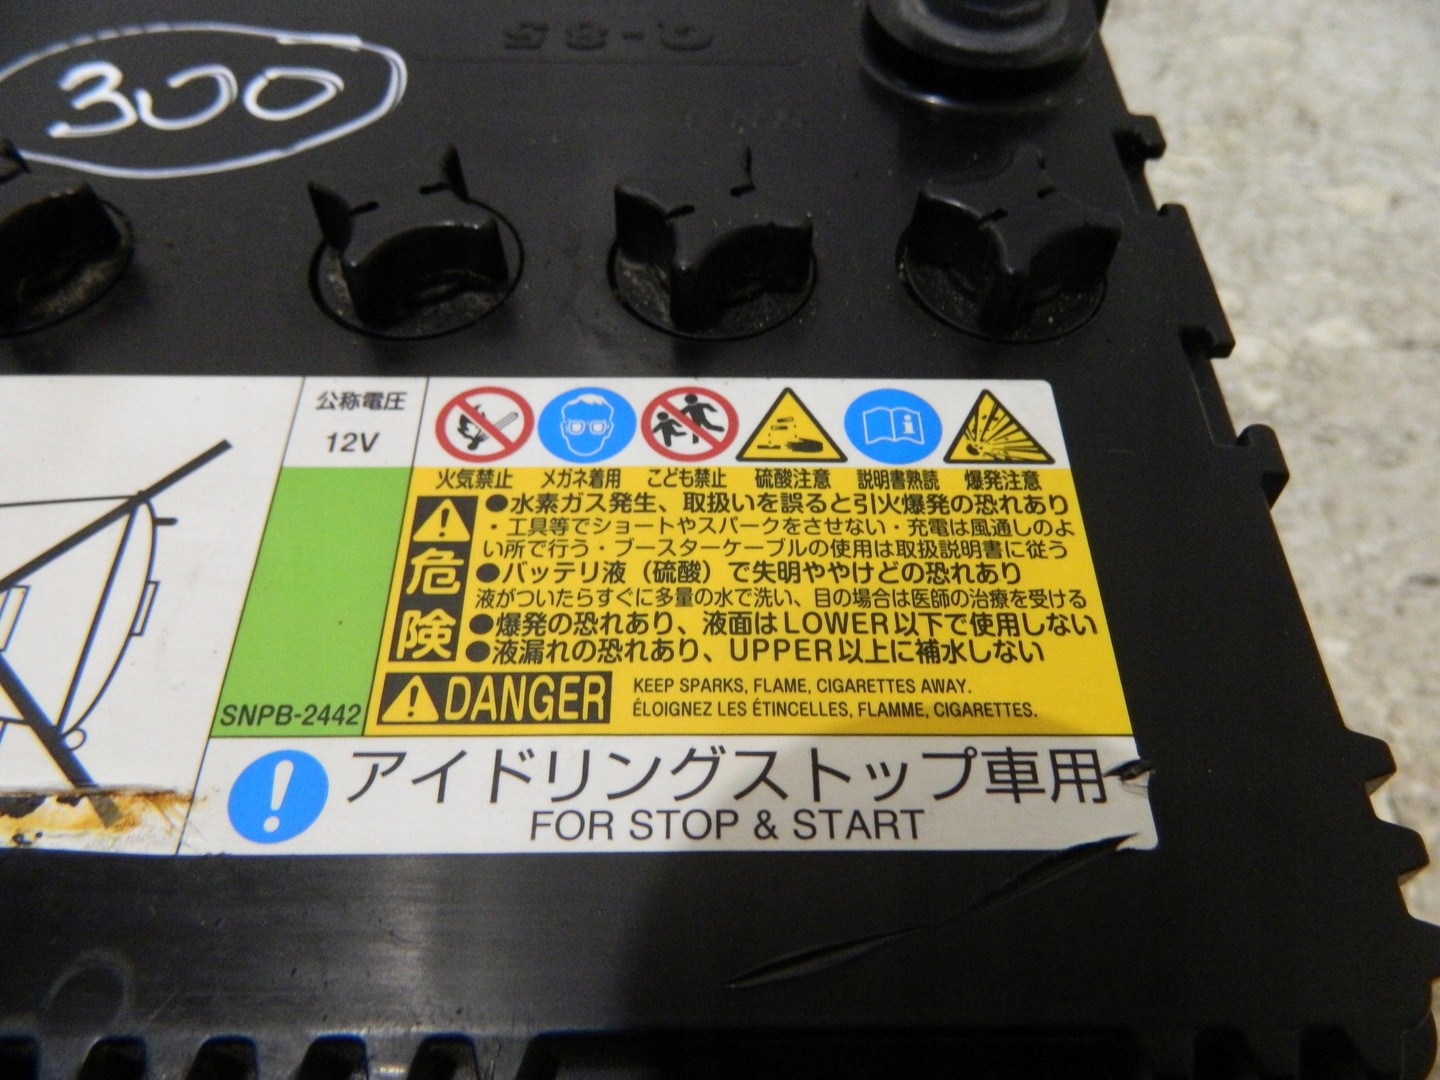 Q-85
300
公称電圧
12V
火気禁止 メガネ着用 こども禁止 硫酸注意 説明書熟読 爆発注意
危険
●水素ガス発生、取扱いを誤ると引火爆発の恐れあり
・工具等でショートやスパークをさせない・充電は風通しのよ
い所で行う・ブースターケーブルの使用は取扱説明書に従う
●バッテリ液（硫酸）で失明ややけどの恐れあり
液がついたらすぐに多量の水で洗い、目の場合は医師の治療を受ける
●爆発の恐れあり、液面はLOWER以下で使用しない
●液漏れの恐れあり、UPPER以上に補水しない
DANGER
KEEP SPARKS, FLAME, CIGARETTES AWAY.
ÉLOIGNEZ LES ÉTINCELLES, FLAMME, CIGARETTES.
SNPB-2442
アイドリングストップ車用
FOR STOP & START